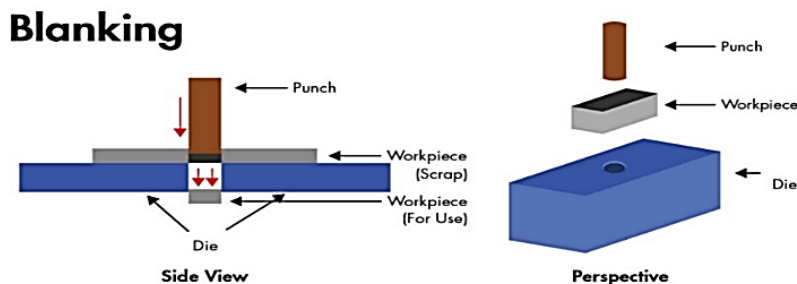 Blanking
Punch
Workpiece
(Scrap)
Workpiece
(For Use)
Die
Side View
Punch
Workpiece
Die
Perspective